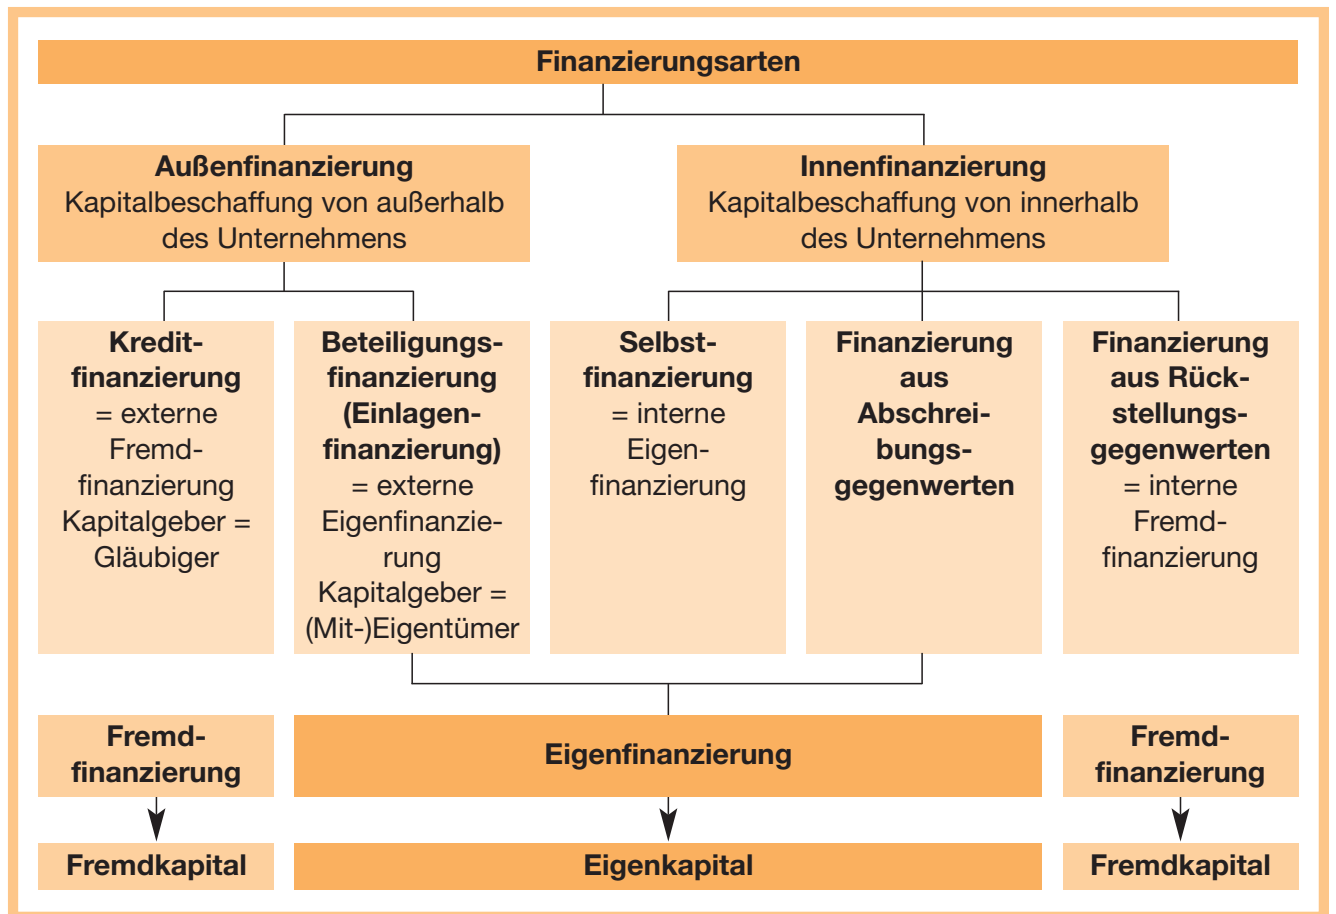 Finanzierungsarten
Außenfinanzierung
Kapitalbeschaffung von außerhalb
des Unternehmens
Innenfinanzierung
Kapitalbeschaffung von innerhalb
des Unternehmens
Kredit-
finanzierung
= externe
Fremd-
finanzierung
Kapitalgeber =
Gläubiger
Beteiligungs-
finanzierung
(Einlagen-
finanzierung)
= externe
Eigenfinanzie-
rung
Kapitalgeber =
(Mit-)Eigentümer
Selbst-
finanzierung
= interne
Eigen-
finanzierung
Finanzierung
aus
Abschrei-
bungs-
gegenwerten
Finanzierung
aus Rück-
stellungs-
gegenwerten
= interne
Fremd-
finanzierung
Fremd-
finanzierung
Eigenfinanzierung
Fremd-
finanzierung
Fremdkapital
Eigenkapital
Fremdkapital